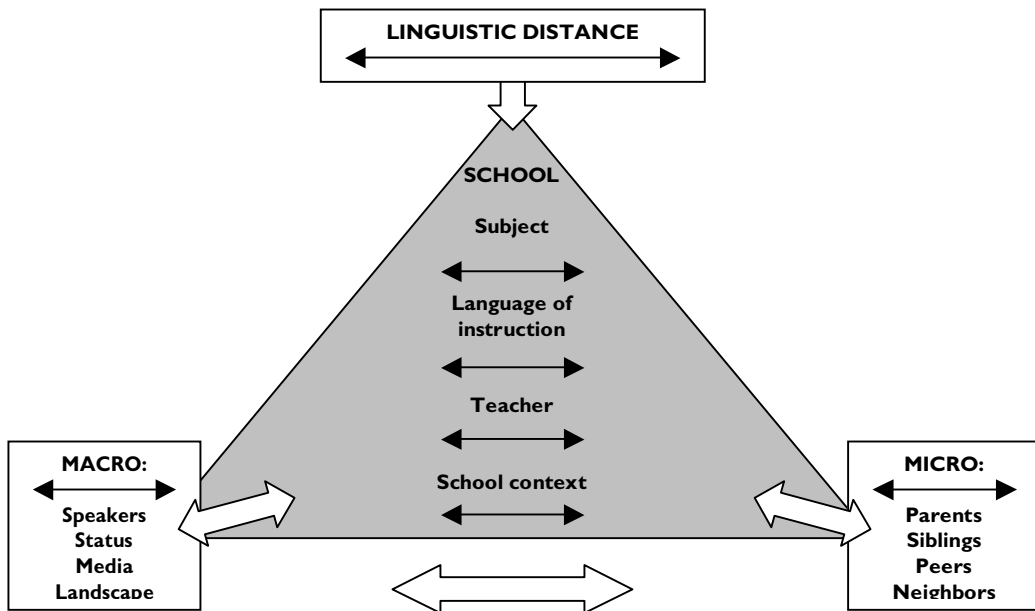 LINGUISTIC DISTANCE
SCHOOL
Subject
Language of
instruction
Teacher
School context
MACRO:
Speakers
Status
Media
Landscape
MICRO:
Parents
Siblings
Peers
Neighbors